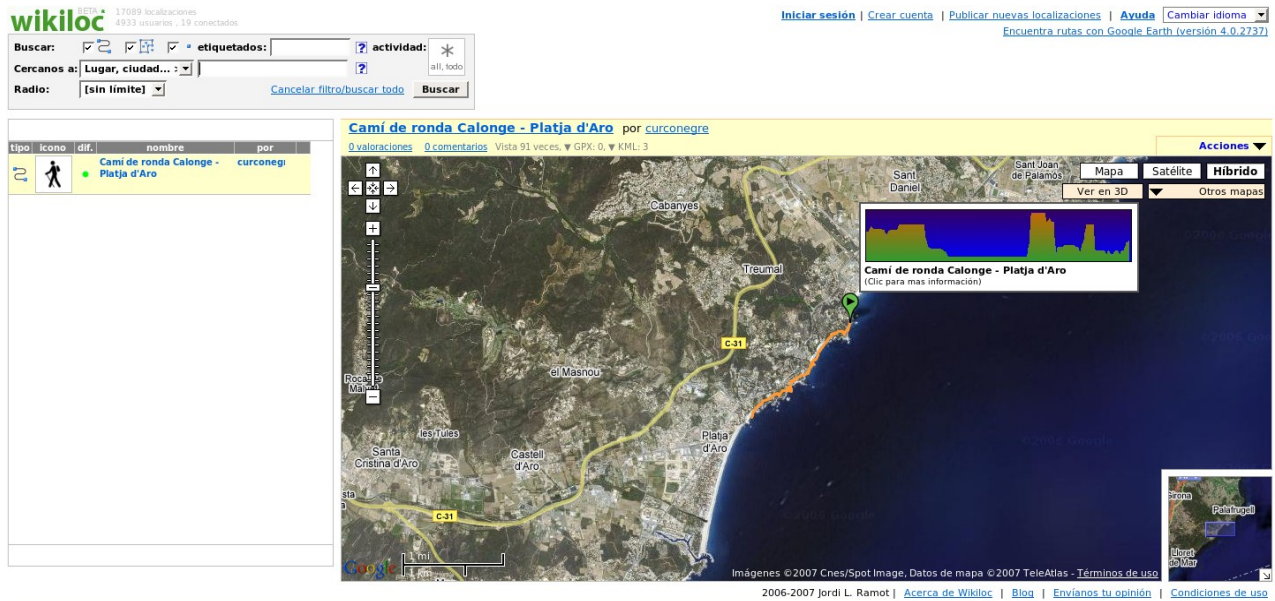 wikiloc BETA
17089 localizaciones
4933 usuarios , 19 conectados
Iniciar sesión | Crear cuenta | Publicar nuevas localizaciones | Ayuda Cambiar idioma
Encuentra rutas con Google Earth (versión 4.0.2737)
Buscar: etiquetados: ? actividad:
all, todo
Cercanos a: Lugar, ciudad... ?
Radio: [sin límite] Cancelar filtro/buscar todo Buscar
tipo icono dif. nombre por
Camí de ronda Calonge - Platja d'Aro curconegr
Camí de ronda Calonge - Platja d'Aro por curconegre
0 valoraciones 0 comentarios Vista 91 veces, ▼ GPX: 0, ▼ KML: 3
Acciones
Mapa Satélite Híbrido
Ver en 3D Otros mapas
Sant Joan de Palamós
Sant Daniel
Cabanyes
Treumal
Camí de ronda Calonge - Platja d'Aro
(Clic para mas información)
C-31
el Masnou
les Tules
Platja d'Aro
Santa Cristina d'Aro
Castell d'Aro
C-31
©2006 Google
Girona
Palafrugell
Lloret de Mar
1 mi
1 km
Google
Imágenes ©2007 Cnes/Spot Image, Datos de mapa ©2007 TeleAtlas - Términos de uso
2006-2007 Jordi L. Ramot | Acerca de Wikiloc | Blog | Envíanos tu opinión | Condiciones de uso